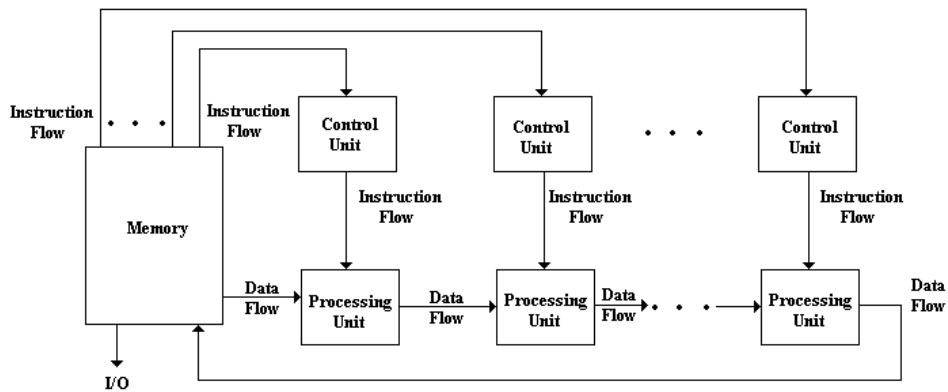 Instruction
Flow
Instruction
Flow
Control
Unit
Control
Unit
Control
Unit
Instruction
Flow
Instruction
Flow
Instruction
Flow
Memory
Data
Flow
Processing
Unit
Data
Flow
Processing
Unit
Data
Flow
Processing
Unit
Data
Flow
I/O